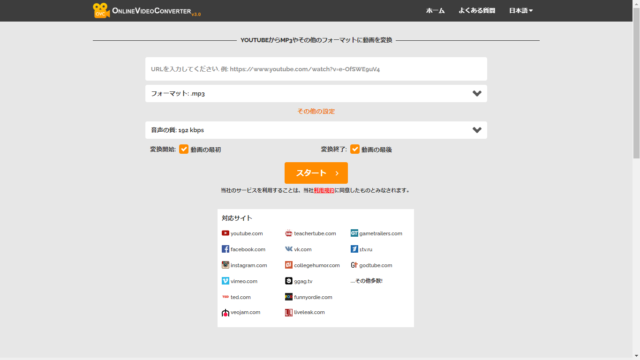 OnlineVideoConverter v2.0
ホーム よくある質問 日本語
YOUTUBEからMP3やその他のフォーマットに動画を変換
URLを入力してください. 例: https://www.youtube.com/watch?v=e-OfSWE9uV4
フォーマット: .mp3
その他の設定
音声の質: 192 kbps
変換開始: 動画の最初 変換終了: 動画の最後
スタート
当社のサービスを利用することは、当社利用規約に同意したものとみなされます。
対応サイト
youtube.com teachertube.com gametrailers.com
facebook.com vk.com 1tv.ru
instagram.com collegehumor.com godtube.com
vimeo.com 9gag.tv ...その他多数!
ted.com funnyordie.com
veojam.com liveleak.com